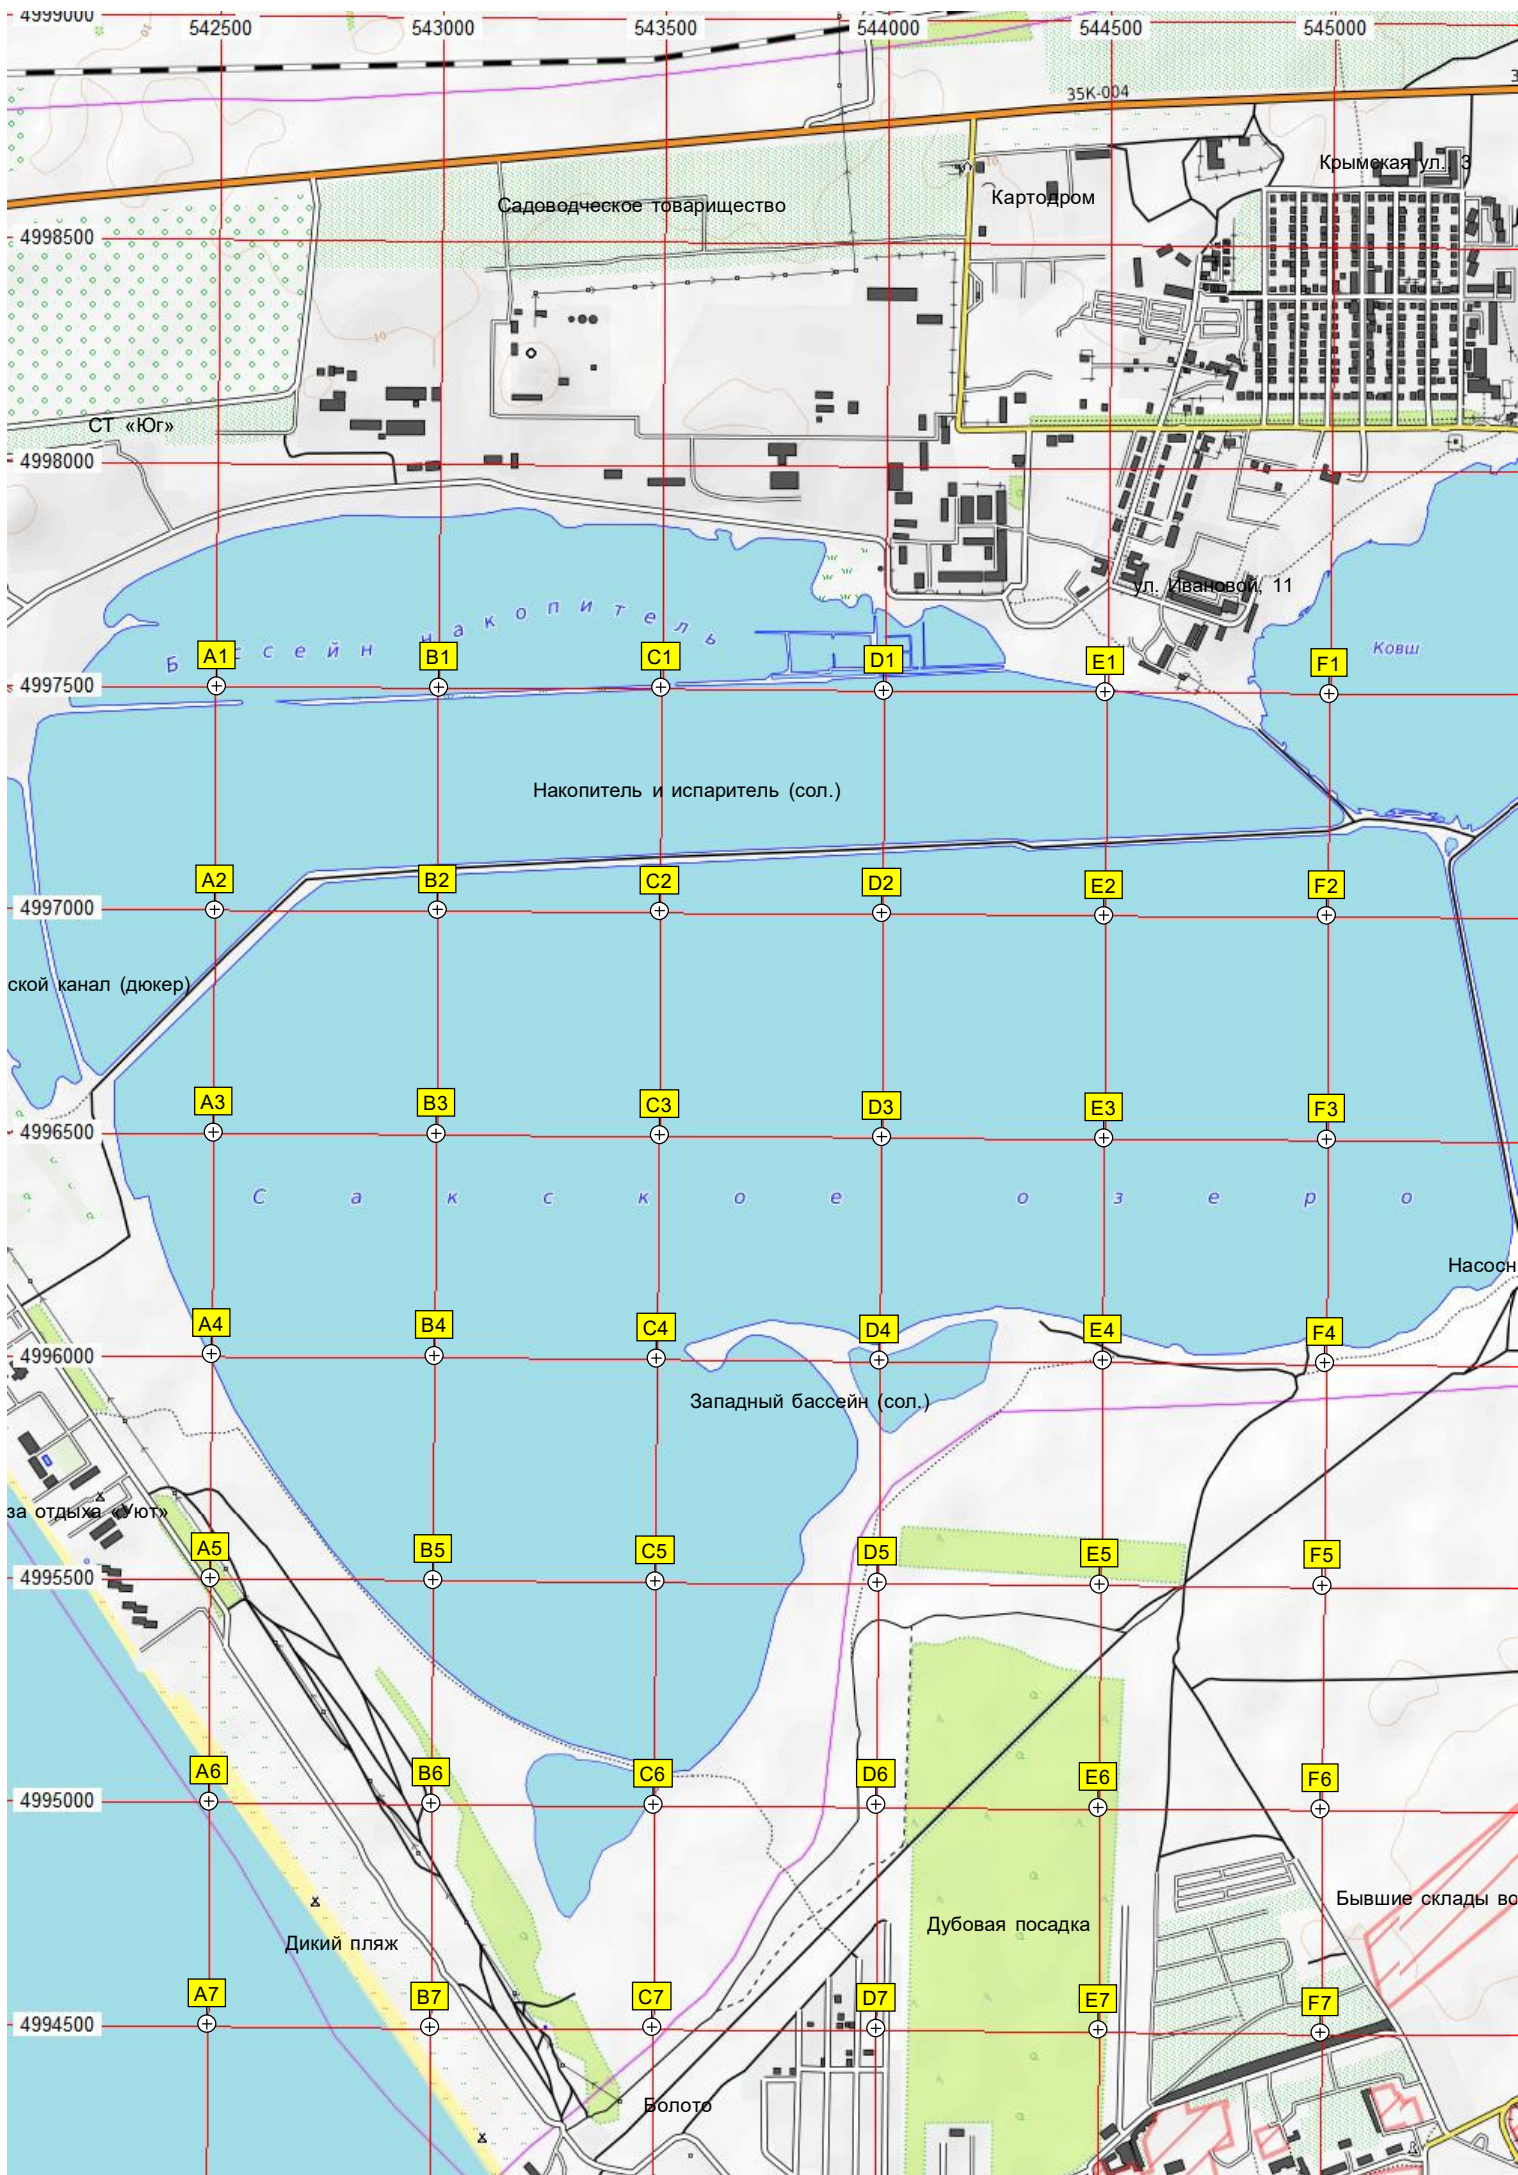 4999000
542500 543000 543500 544000 544500 545000
35К-004
Крымская ул., 3
Садоводческое товарищество
Картодром
4998500
10
СТ «Юг»
4998000
ул. Ивановой, 11
Бассейн накопитель
Ковш
A1 B1 C1 D1 E1 F1
4997500
Накопитель и испаритель (сол.)
A2 B2 C2 D2 E2 F2
4997000
ской канал (дюкер)
A3 B3 C3 D3 E3 F3
4996500
Сакское озеро
Насосн
A4 B4 C4 D4 E4 F4
4996000
Западный бассейн (сол.)
за отдыха «Уют»
A5 B5 C5 D5 E5 F5
4995500
A6 B6 C6 D6 E6 F6
4995000
Бывшие склады во
Дубовая посадка
Дикий пляж
A7 B7 C7 D7 E7 F7
4994500
Болото